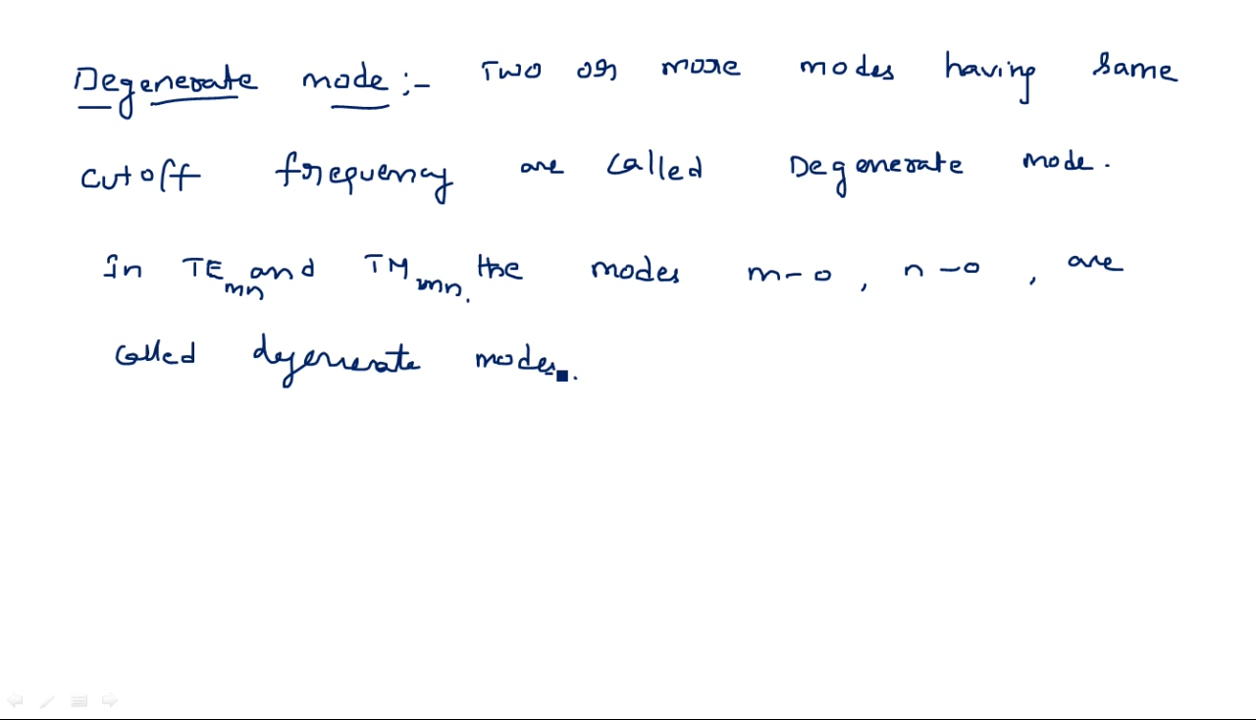 Degenerate mode :- Two or more modes having same
cutoff frequency are called Degenerate mode.
In TEmn and TMmn. the modes m-0, n-0, are
called degenerate modes.